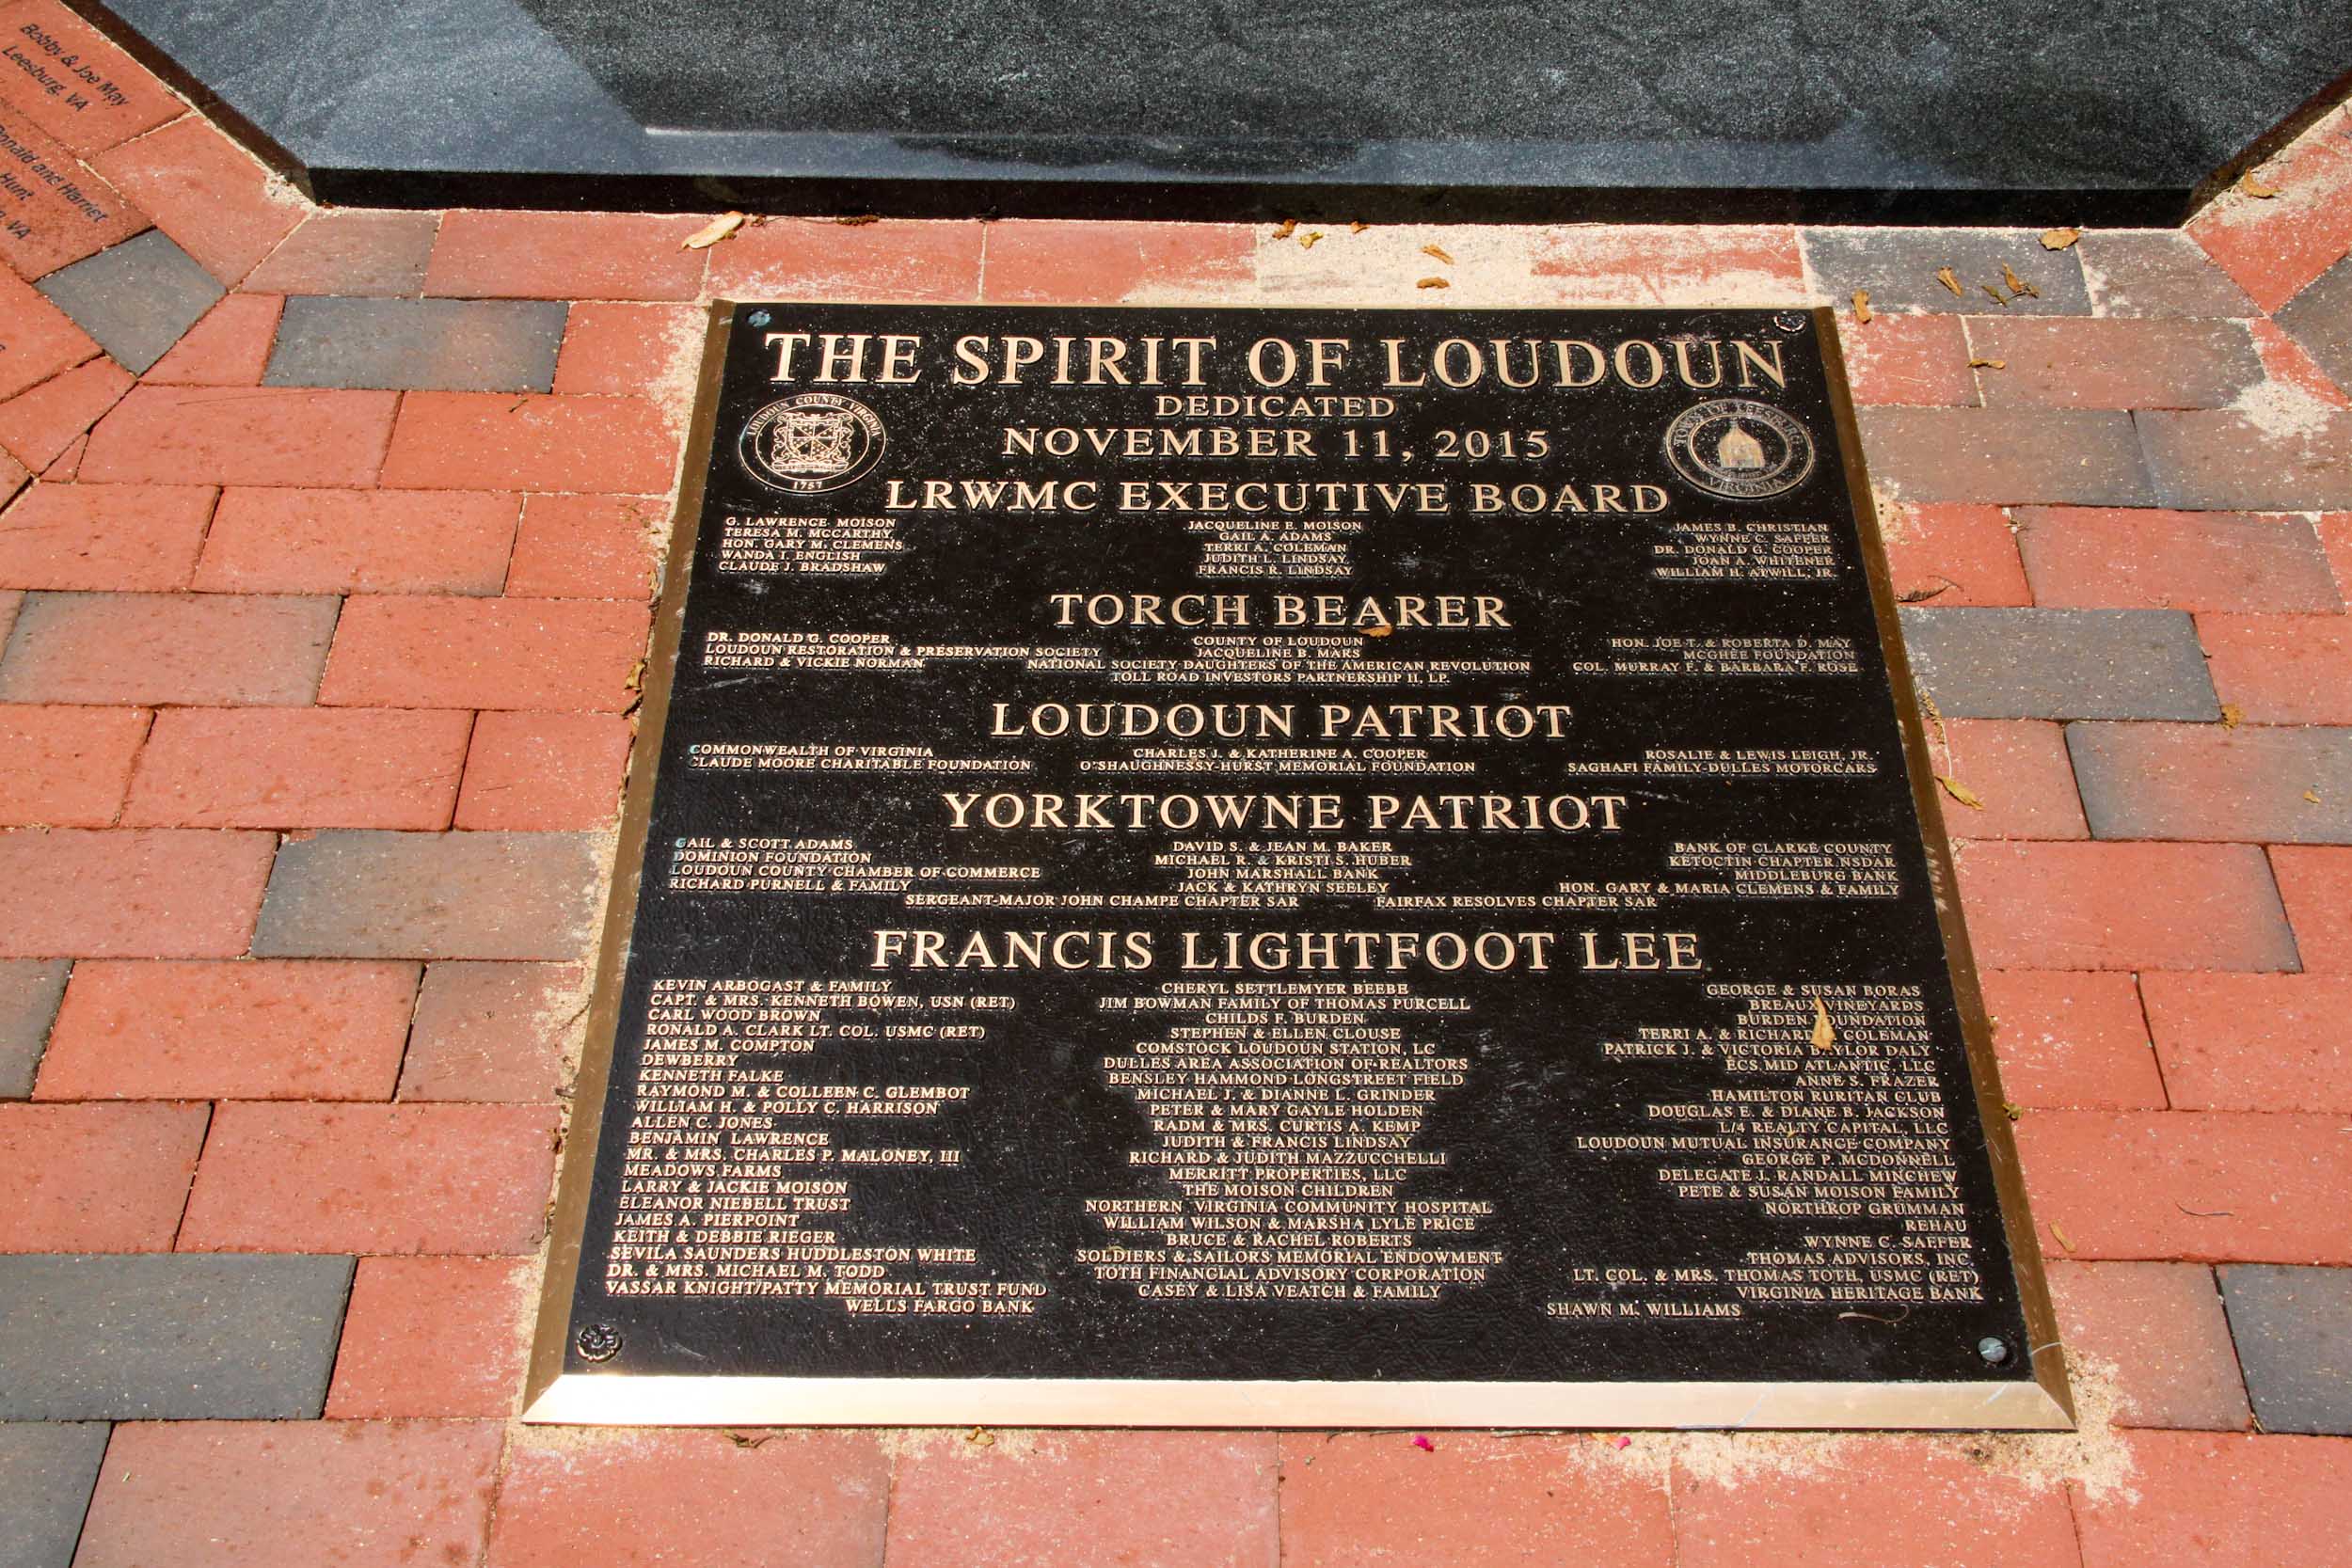 Bobby & Joe May
Leesburg, VA
and Harriet
Hunt
VA
THE SPIRIT OF LOUDOUN
DEDICATED
NOVEMBER 11, 2015
LOUDOUN COUNTY VIRGINIA
1757
TOWN OF LEESBURG
VIRGINIA
LRWMC EXECUTIVE BOARD
G. LAWRENCE MOISON JACQUELINE E. MOISON JAMES B. CHRISTIAN
TERESA M. MCCARTHY GAIL A. ADAMS WYNNE C. SAFFER
HON. GARY M. CLEMENS TERRI A. COLEMAN DR. DONALD G. COOPER
WANDA I. ENGLISH JUDITH L. LINDSAY JOAN A. WHITENER
CLAUDE J. BRADSHAW FRANCIS R. LINDSAY WILLIAM H. ATWILL, JR.
TORCH BEARER
DR. DONALD G. COOPER COUNTY OF LOUDOUN HON. JOE T. & ROBERTA D. MAY
LOUDOUN RESTORATION & PRESERVATION SOCIETY JACQUELINE B. MARS MCGHEE FOUNDATION
RICHARD & VICKIE NORMAN NATIONAL SOCIETY DAUGHTERS OF THE AMERICAN REVOLUTION COL. MURRAY F. & BARBARA F. ROSE
TOLL ROAD INVESTORS PARTNERSHIP II, LP.
LOUDOUN PATRIOT
COMMONWEALTH OF VIRGINIA CHARLES J. & KATHERINE A. COOPER ROSALIE & LEWIS LEIGH, JR.
CLAUDE MOORE CHARITABLE FOUNDATION O'SHAUGHNESSY-HURST MEMORIAL FOUNDATION SAGHAFI FAMILY-DULLES MOTORCARS
YORKTOWNE PATRIOT
GAIL & SCOTT ADAMS DAVID S. & JEAN M. BAKER BANK OF CLARKE COUNTY
DOMINION FOUNDATION MICHAEL R. & KRISTI S. HUBER KETOCTIN CHAPTER NSDAR
LOUDOUN COUNTY CHAMBER OF COMMERCE JOHN MARSHALL BANK MIDDLEBURG BANK
RICHARD PURNELL & FAMILY JACK & KATHRYN SEELEY HON. GARY & MARIA CLEMENS & FAMILY
SERGEANT-MAJOR JOHN CHAMPE CHAPTER SAR FAIRFAX RESOLVES CHAPTER SAR
FRANCIS LIGHTFOOT LEE
KEVIN ARBOGAST & FAMILY CHERYL SETTLEMYER BEEBE GEORGE & SUSAN BORAS
CAPT. & MRS. KENNETH BOWEN, USN (RET) JIM BOWMAN FAMILY OF THOMAS PURCELL BREAUX VINEYARDS
CARL WOOD BROWN CHILDS F. BURDEN BURDEN FOUNDATION
RONALD A. CLARK LT. COL. USMC (RET) STEPHEN & ELLEN CLOUSE TERRI A. & RICHARD COLEMAN
JAMES M. COMPTON COMSTOCK LOUDOUN STATION, LC PATRICK J. & VICTORIA BAYLOR DALY
DEWBERRY DULLES AREA ASSOCIATION OF REALTORS ECS MID ATLANTIC, LLC
KENNETH FALKE BENSLEY HAMMOND LONGSTREET FIELD ANNE S. FRAZER
RAYMOND M. & COLLEEN C. GLEMBOT MICHAEL J. & DIANNE L. GRINDER HAMILTON RURITAN CLUB
WILLIAM H. & POLLY C. HARRISON PETER & MARY GAYLE HOLDEN DOUGLAS E. & DIANE B. JACKSON
ALLEN C. JONES RADM & MRS. CURTIS A. KEMP L/4 REALTY CAPITAL, LLC
BENJAMIN LAWRENCE JUDITH & FRANCIS LINDSAY LOUDOUN MUTUAL INSURANCE COMPANY
MR. & MRS. CHARLES P. MALONEY, III RICHARD & JUDITH MAZZUCCHELLI GEORGE P. MCDONNELL
MEADOWS FARMS MERRITT PROPERTIES, LLC DELEGATE J. RANDALL MINCHEW
LARRY & JACKIE MOISON THE MOISON CHILDREN PETE & SUSAN MOISON FAMILY
ELEANOR NIEBELL TRUST NORTHERN VIRGINIA COMMUNITY HOSPITAL NORTHROP GRUMMAN
JAMES A. PIERPOINT WILLIAM WILSON & MARSHA LYLE PRICE REHAU
KEITH & DEBBIE RIEGER BRUCE & RACHEL ROBERTS WYNNE C. SAFFER
SEVILA SAUNDERS HUDDLESTON WHITE SOLDIERS & SAILORS MEMORIAL ENDOWMENT THOMAS ADVISORS, INC.
DR. & MRS. MICHAEL M. TODD TOTH FINANCIAL ADVISORY CORPORATION LT. COL. & MRS. THOMAS TOTH, USMC (RET)
VASSAR KNIGHT/PATTY MEMORIAL TRUST FUND CASEY & LISA VEATCH & FAMILY VIRGINIA HERITAGE BANK
WELLS FARGO BANK SHAWN M. WILLIAMS